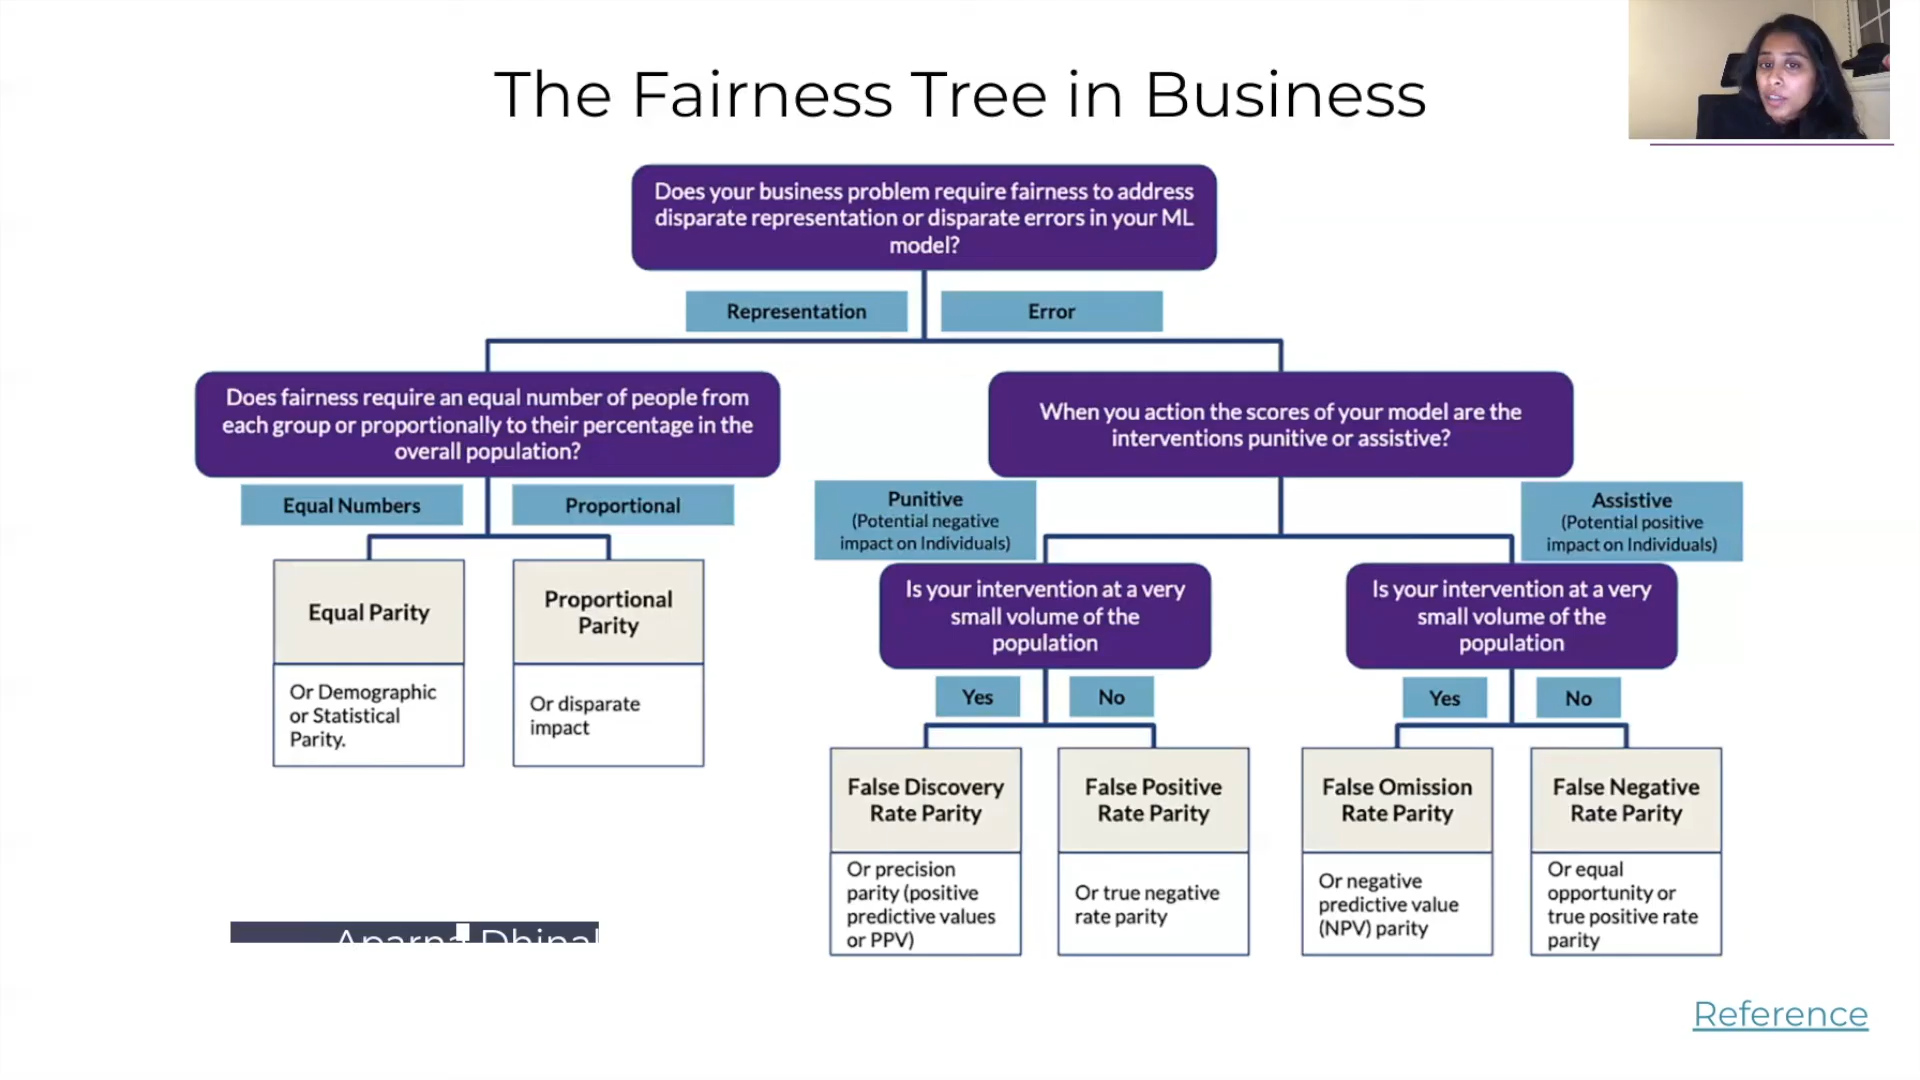 The Fairness Tree in Business
Does your business problem require fairness to address
disparate representation or disparate errors in your ML
model?
Representation
Error
Does fairness require an equal number of people from
each group or proportionally to their percentage in the
overall population?
When you action the scores of your model are the
interventions punitive or assistive?
Equal Numbers
Proportional
Punitive
(Potential negative
impact on Individuals)
Assistive
(Potential positive
impact on Individuals)
Equal Parity
Or Demographic
or Statistical
Parity.
Proportional
Parity
Or disparate
impact
Is your intervention at a very
small volume of the
population
Is your intervention at a very
small volume of the
population
Yes
No
Yes
No
False Discovery
Rate Parity
Or precision
parity (positive
predictive values
or PPV)
False Positive
Rate Parity
Or true negative
rate parity
False Omission
Rate Parity
Or negative
predictive value
(NPV) parity
False Negative
Rate Parity
Or equal
opportunity or
true positive rate
parity
Aparna
Reference